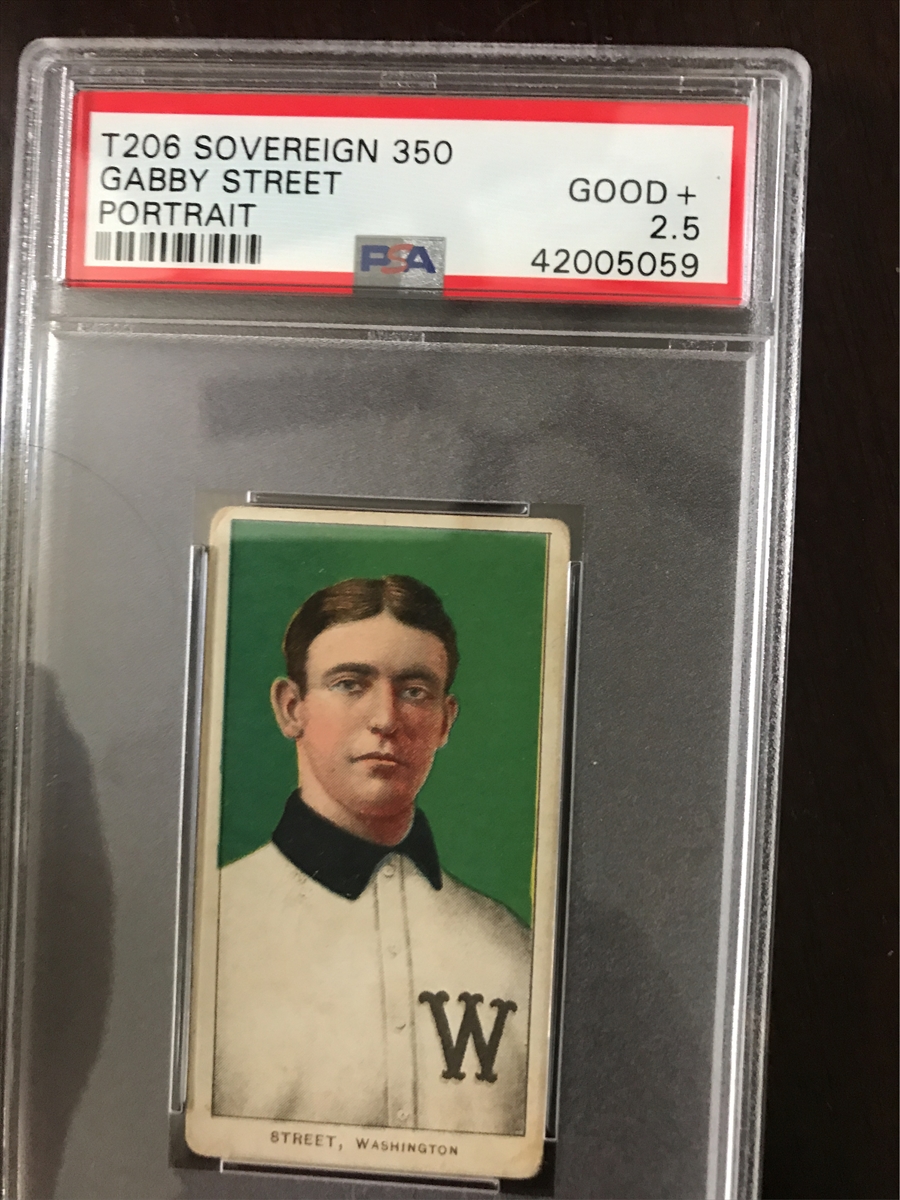 T206 SOVEREIGN 350
GABBY STREET
GOOD +
PORTRAIT
2.5
PSA
42005059
W
STREET, WASHINGTON